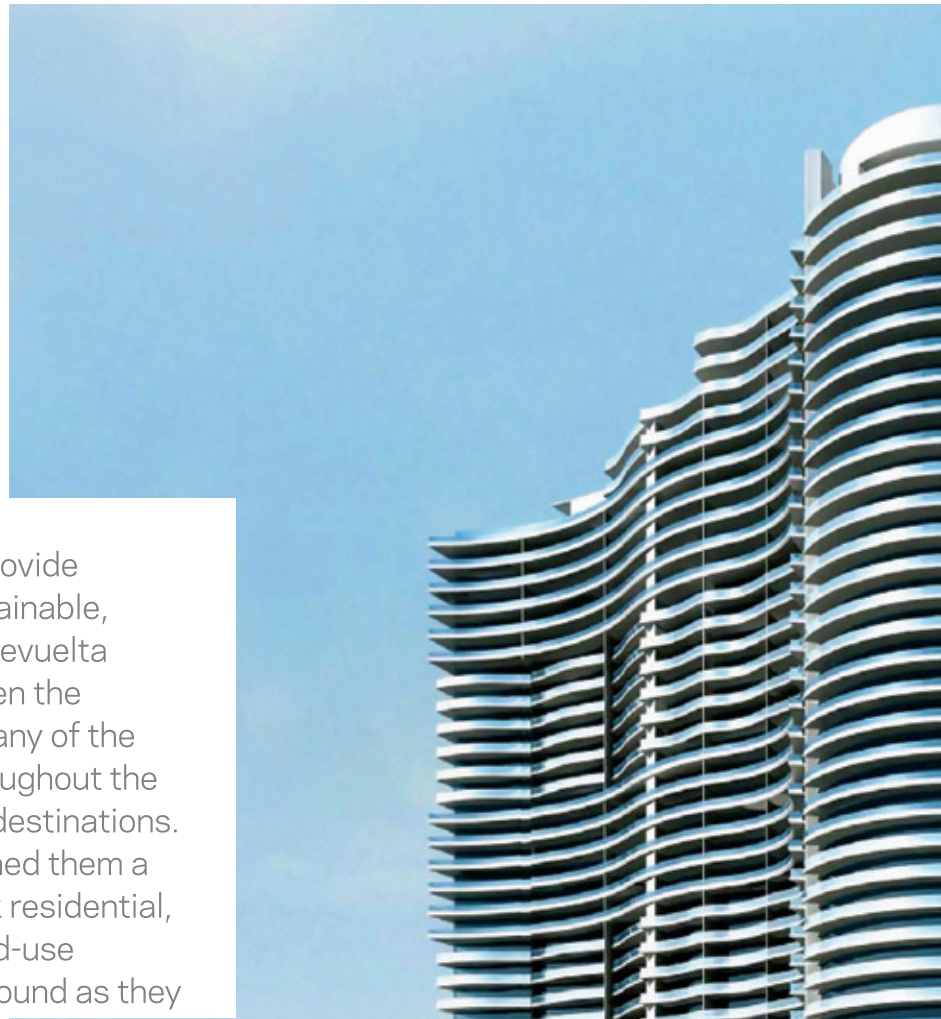 ovide
ainable,
evuelta
en the
any of the
ughout the
destinations.
ned them a
residential,
d-use
ound as they